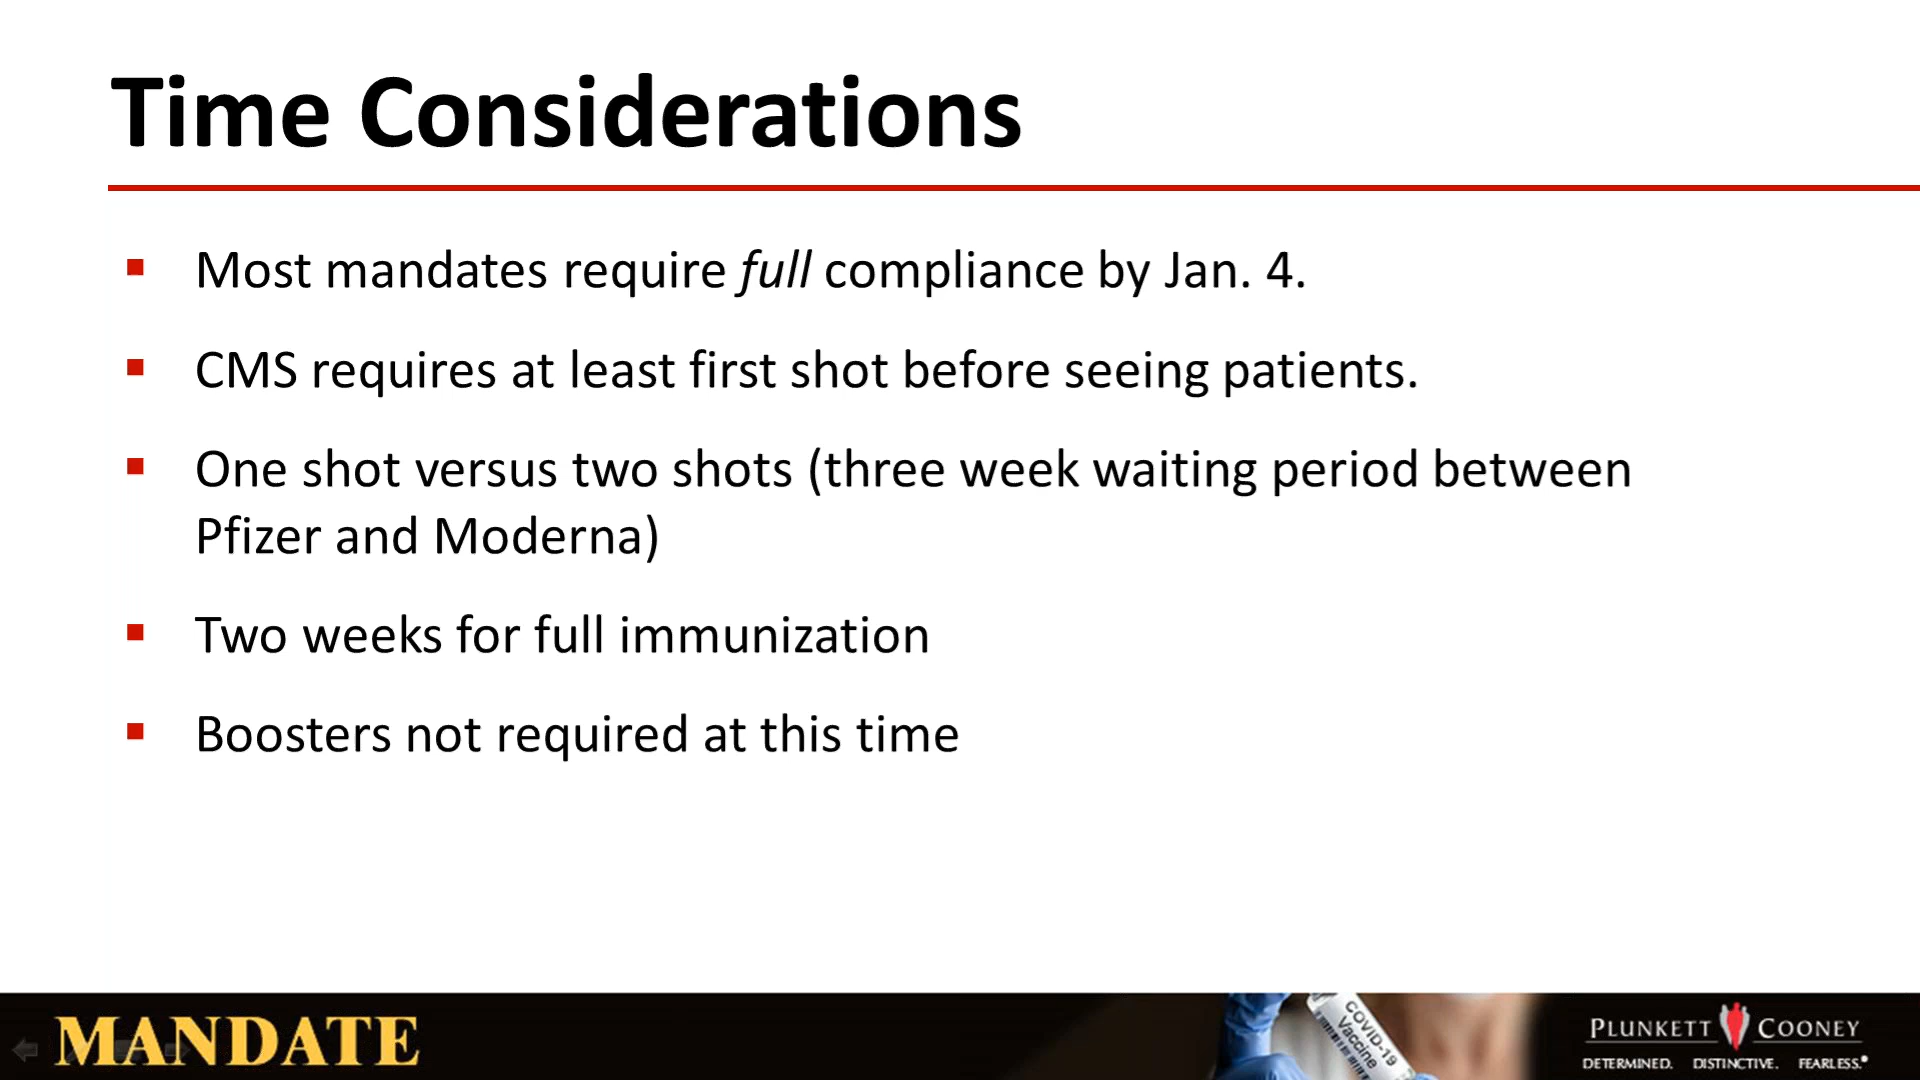 Time Considerations
▪ Most mandates require full compliance by Jan. 4.
▪ CMS requires at least first shot before seeing patients.
▪ One shot versus two shots (three week waiting period between
Pfizer and Moderna)
▪ Two weeks for full immunization
▪ Boosters not required at this time
MANDATE
COVID-19
Vaccine
PLUNKETT COONEY
DETERMINED. DISTINCTIVE. FEARLESS.®